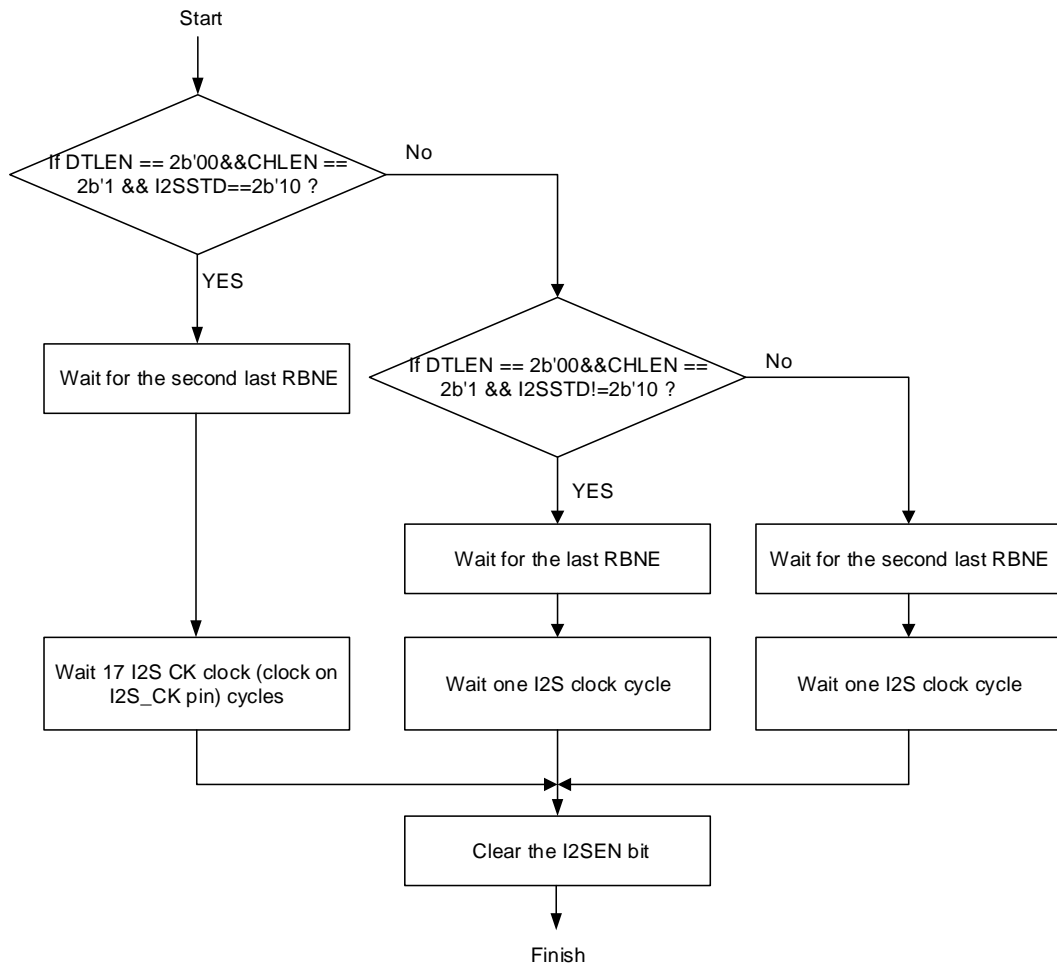 Start
If DTLEN == 2b'00&&CHLEN ==
2b'1 && I2SSTD==2b'10 ?
No
YES
Wait for the second last RBNE
If DTLEN == 2b'00&&CHLEN ==
2b'1 && I2SSTD!=2b'10 ?
No
YES
Wait for the last RBNE
Wait for the second last RBNE
Wait 17 I2S CK clock (clock on
I2S_CK pin) cycles
Wait one I2S clock cycle
Wait one I2S clock cycle
Clear the I2SEN bit
Finish